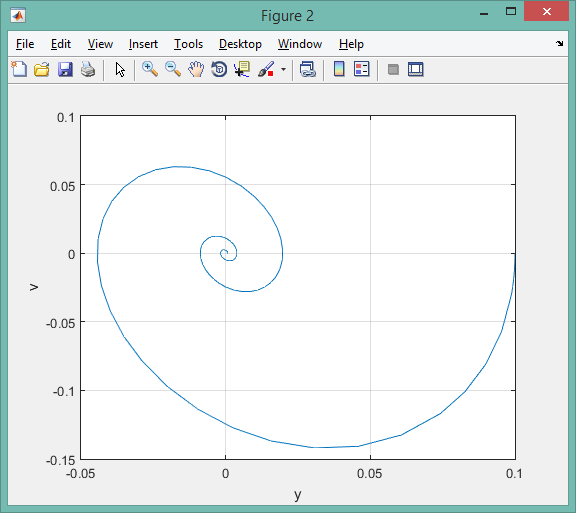 Figure 2
File Edit View Insert Tools Desktop Window Help
0.1
0.05
0
-0.05
-0.1
-0.15
v
-0.05 0 0.05 0.1
y